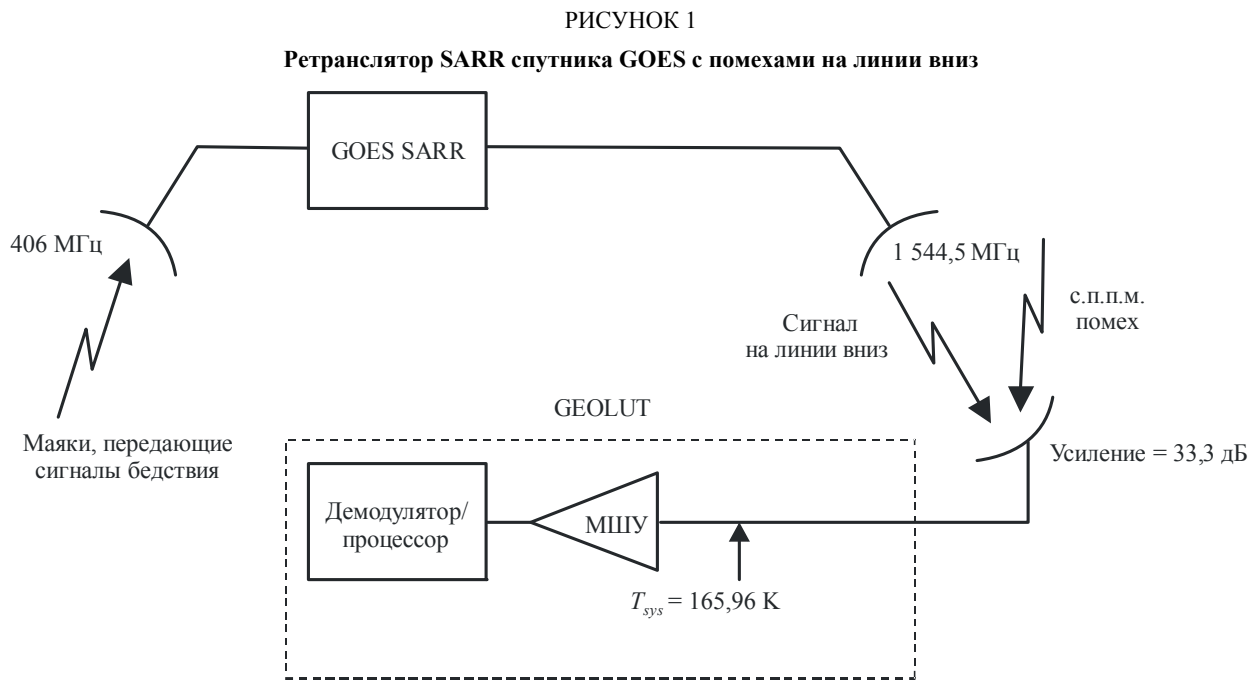 РИСУНОК 1
Ретранслятор SARR спутника GOES с помехами на линии вниз
GOES SARR
406 МГц
1 544,5 МГц
с.п.п.м.
помех
Сигнал
на линии вниз
Маяки, передающие
сигналы бедствия
GEOLUT
Усиление = 33,3 дБ
Демодулятор/
процессор
МШУ
Tsys = 165,96 K